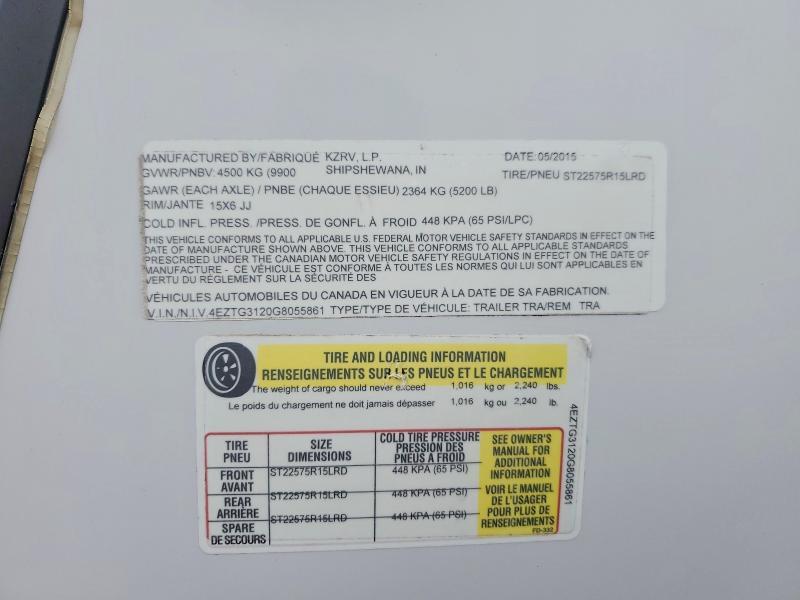 MANUFACTURED BY/FABRIQUÉ KZRV, L.P. DATE: 05/2015
GVWR/PNBV: 4500 KG (9900 SHIPSHEWANA, IN TIRE/PNEU ST22575R15LRD
GAWR (EACH AXLE) / PNBE (CHAQUE ESSIEU) 2364 KG (5200 LB)
RIM/JANTE 15X6 JJ
COLD INFL. PRESS. /PRESS. DE GONFL. À FROID 448 KPA (65 PSI/LPC)
THIS VEHICLE CONFORMS TO ALL APPLICABLE U.S. FEDERAL MOTOR VEHICLE SAFETY STANDARDS IN EFFECT ON THE
DATE OF MANUFACTURE SHOWN ABOVE. THIS VEHICLE CONFORMS TO ALL APPLICABLE STANDARDS
PRESCRIBED UNDER THE CANADIAN MOTOR VEHICLE SAFETY REGULATIONS IN EFFECT ON THE DATE OF
MANUFACTURE - CE VÉHICULE EST CONFORME À TOUTES LES NORMES QUI LUI SONT APPLICABLES EN
VERTU DU RÉGLEMENT SUR LA SÉCURITÉ DES
VÉHICULES AUTOMOBILES DU CANADA EN VIGUEUR À LA DATE DE SA FABRICATION.
V.I.N./N.I.V. 4EZTG3120G8055861 TYPE/TYPE DE VÉHICULE: TRAILER TRA/REM TRA
TIRE AND LOADING INFORMATION
RENSEIGNEMENTS SUR LES PNEUS ET LE CHARGEMENT
The weight of cargo should never exceed 1,016 kg or 2,240 lbs.
Le poids du chargement ne doit jamais dépasser 1,016 kg ou 2,240 lb.
4EZTG3120G8055861
TIRE
PNEU
SIZE
DIMENSIONS
COLD TIRE PRESSURE
PRESSION DES
PNEUS A FROID
FRONT
AVANT
ST22575R15LRD 448 KPA (65 PSI)
REAR
ARRIÈRE
ST22575R15LRD 448 KPA (65 PSI)
SPARE
DE SECOURS
ST22575R15LRD 448 KPA (65 PSI)
SEE OWNER'S
MANUAL FOR
ADDITIONAL
INFORMATION
VOIR LE MANUEL
DE L'USAGER
POUR PLUS DE
RENSEIGNEMENTS
FD-332